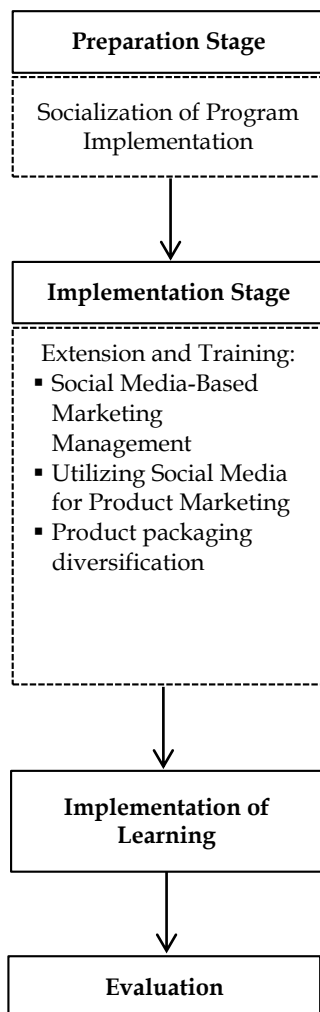 Preparation Stage
Socialization of Program
Implementation
Implementation Stage
Extension and Training:
▪ Social Media-Based
Marketing
Management
▪ Utilizing Social Media
for Product Marketing
▪ Product packaging
diversification
Implementation of
Learning
Evaluation